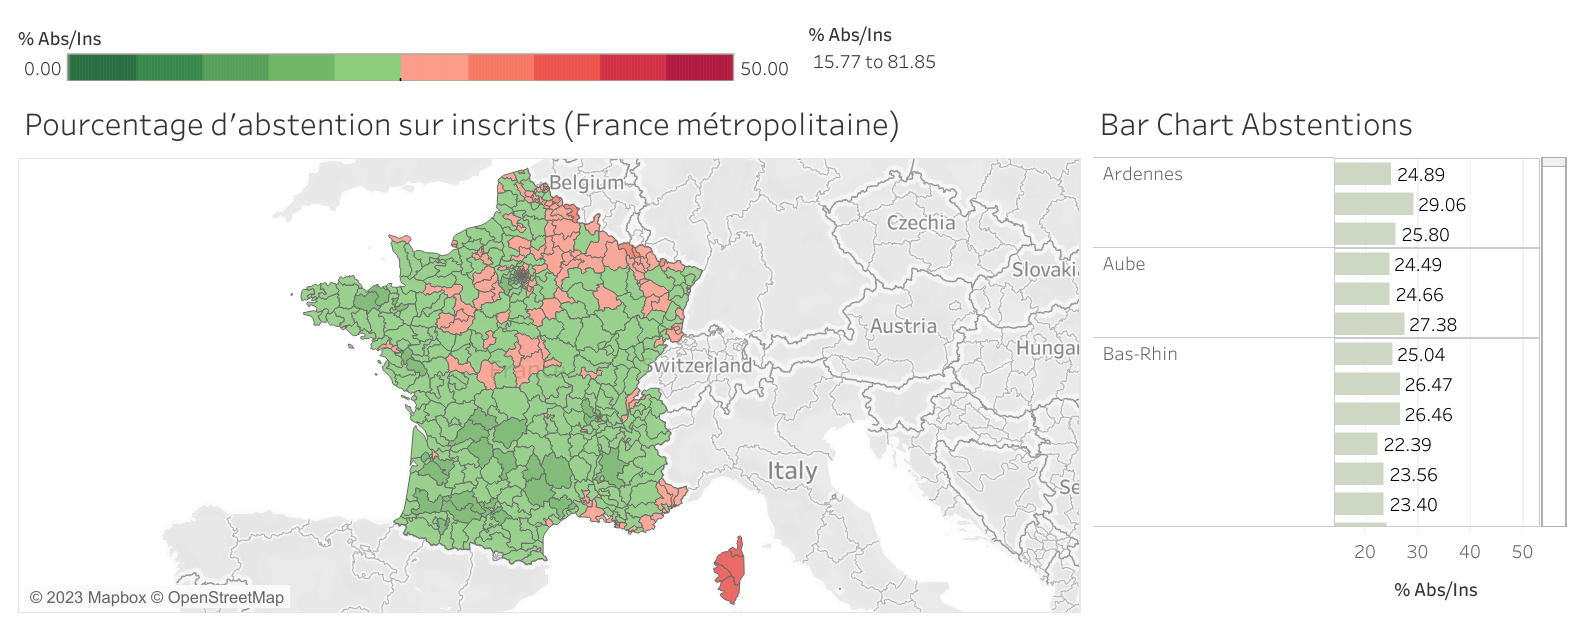 % Abs/Ins
0.00
50.00
% Abs/Ins
15.77 to 81.85
Pourcentage d'abstention sur inscrits (France métropolitaine)
Belgium
Czechia
Slovaki
Austria
Hungar
Switzerland
Fran
Italy
Se
© 2023 Mapbox © OpenStreetMap
Bar Chart Abstentions
Ardennes
24.89
29.06
25.80
Aube
24.49
24.66
27.38
Bas-Rhin
25.04
26.47
26.46
22.39
23.56
23.40
20 30 40 50
% Abs/Ins